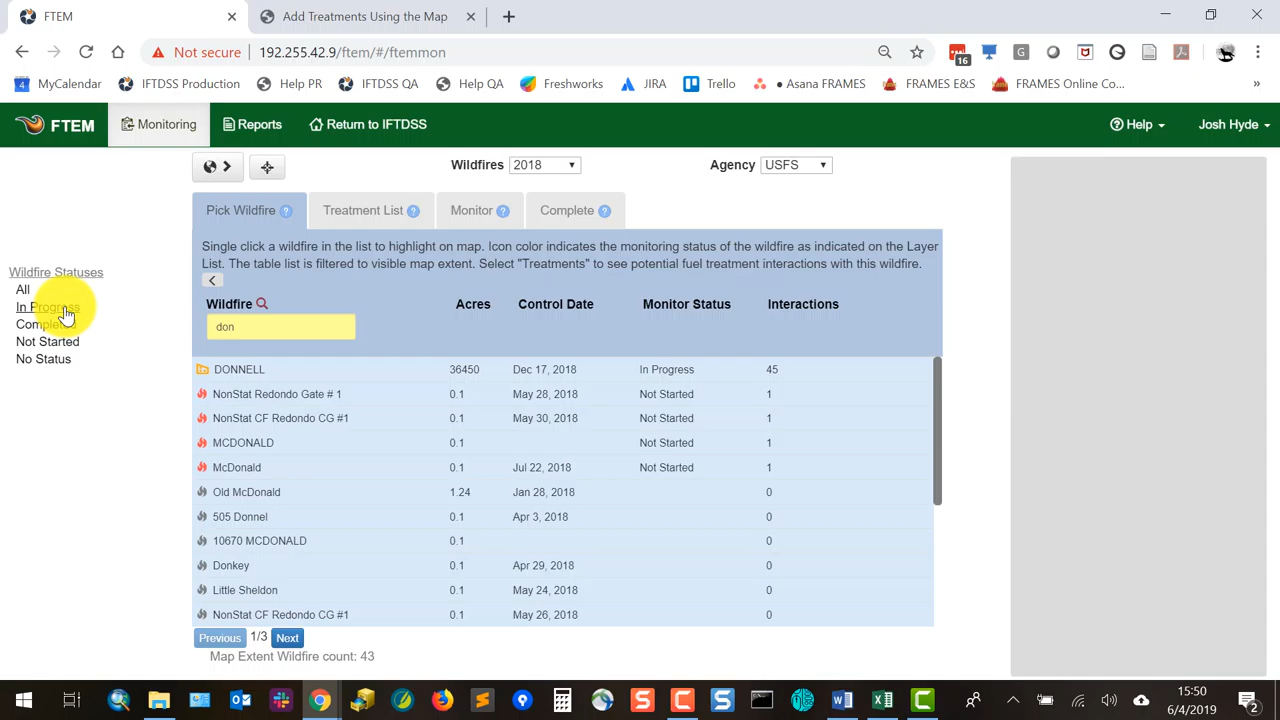 FTEM
Add Treatments Using the Map
Not secure 192.255.42.9/ftem/#/ftemmon
16
MyCalendar IFTDSS Production Help PR IFTDSS QA Help QA Freshworks JIRA Trello Asana FRAMES FRAMES E&S FRAMES Online Co... »
FTEM Monitoring Reports Return to IFTDSS Help Josh Hyde
Wildfires 2018 Agency USFS
Pick Wildfire ? Treatment List ? Monitor ? Complete ?
Single click a wildfire in the list to highlight on map. Icon color indicates the monitoring status of the wildfire as indicated on the Layer
List. The table list is filtered to visible map extent. Select "Treatments" to see potential fuel treatment interactions with this wildfire.
Wildfire Statuses
All
In Progress
Not Started
No Status
Wildfire Acres Control Date Monitor Status Interactions
don
DONNELL 36450 Dec 17, 2018 In Progress 45
NonStat Redondo Gate # 1 0.1 May 28, 2018 Not Started 1
NonStat CF Redondo CG #1 0.1 May 30, 2018 Not Started 1
MCDONALD 0.1 Not Started 1
McDonald 0.1 Jul 22, 2018 Not Started 1
Old McDonald 1.24 Jan 28, 2018 0
505 Donnel 0.1 Apr 3, 2018 0
10670 MCDONALD 0.1 0
Donkey 0.1 Apr 29, 2018 0
Little Sheldon 0.1 May 24, 2018 0
NonStat CF Redondo CG #1 0.1 May 26, 2018 0
Previous 1/3 Next
Map Extent Wildfire count: 43
15:50
6/4/2019
2